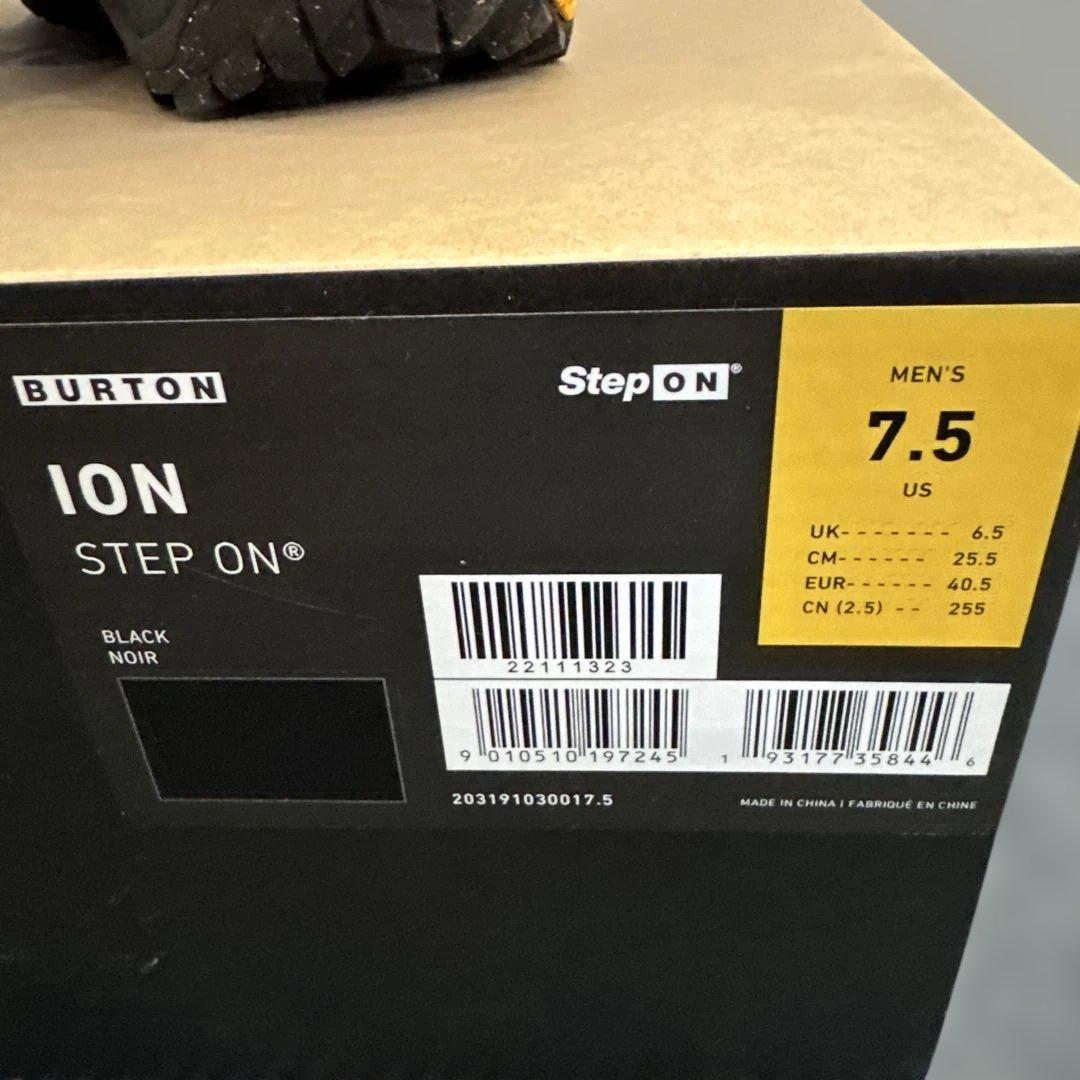 BURTON
StepON®
ION
STEP ON®
BLACK
NOIR
MEN'S
7.5
US
UK- - - - - - - 6.5
CM- - - - - - 25.5
EUR- - - - - - 40.5
CN (2.5) - - 255
22111323
9 010510 197245
1 93177 35844 6
203191030017.5
MADE IN CHINA | FABRIQUÉ EN CHINE